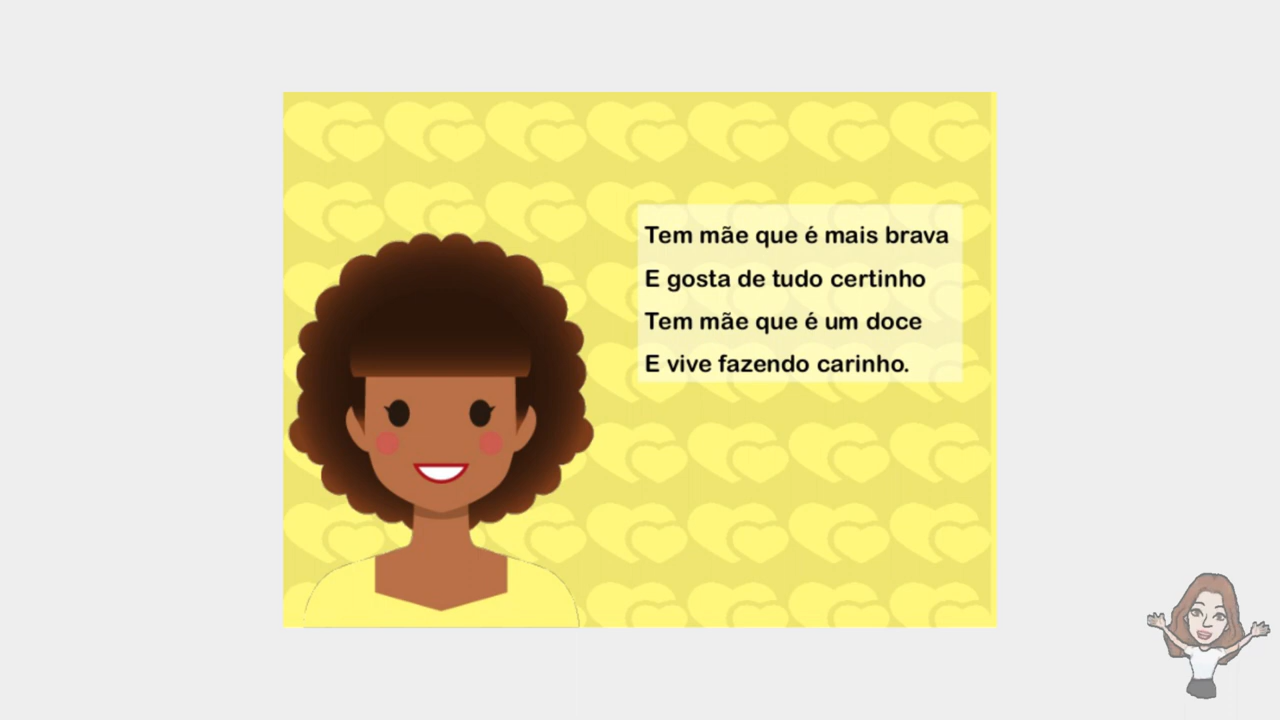 Tem mãe que é mais brava
E gosta de tudo certinho
Tem mãe que é um doce
E vive fazendo carinho.